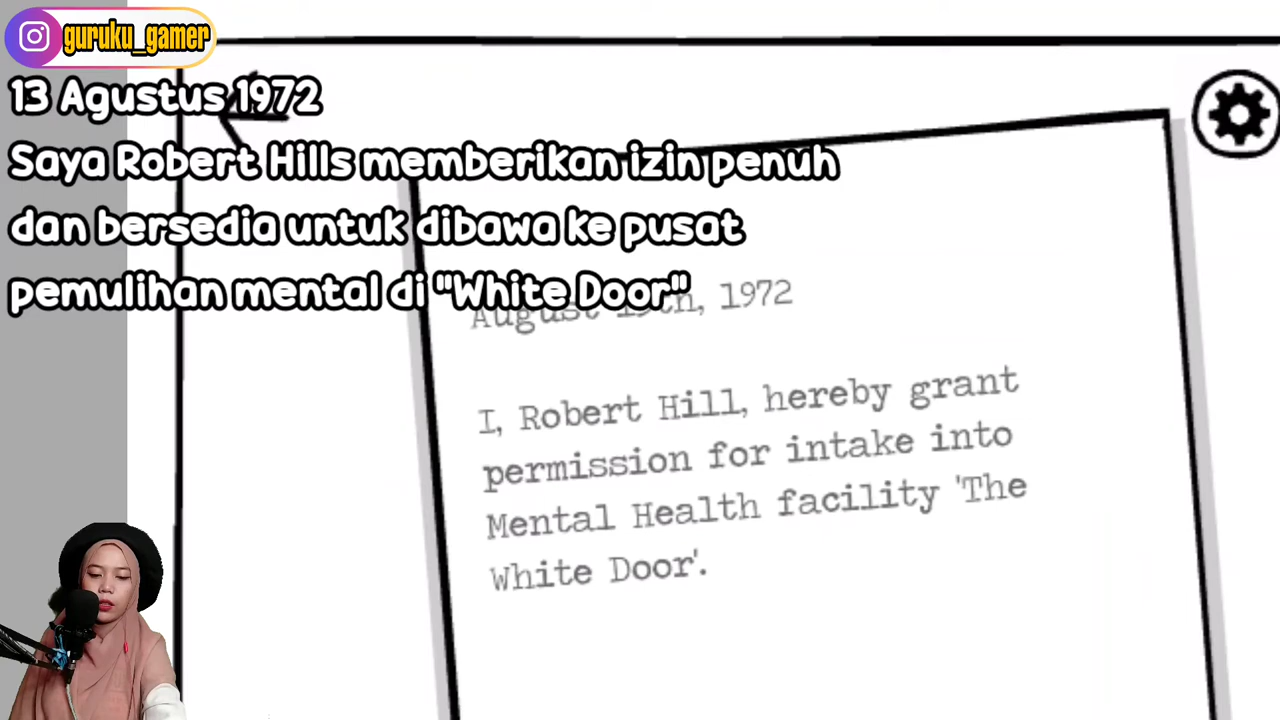 guruku_gamer
13 Agustus 1972
Saya Robert Hills memberikan izin penuh
dan bersedia untuk dibawa ke pusat
pemulihan mental di "White Door"
August 1972
I, Robert Hill, hereby grant
permission for intake into
Mental Health facility 'The
White Door'.